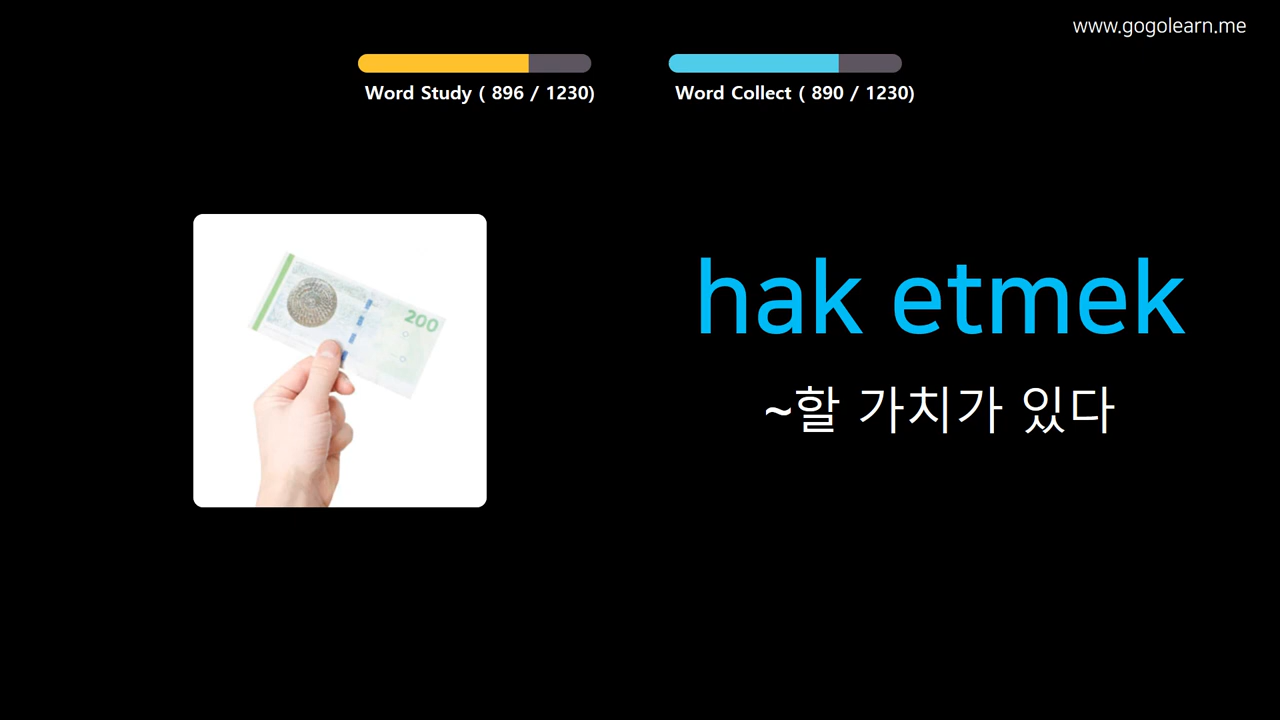 www.gogolearn.me
Word Study ( 896 / 1230)
Word Collect ( 890 / 1230)
200
hak etmek
~할 가치가 있다